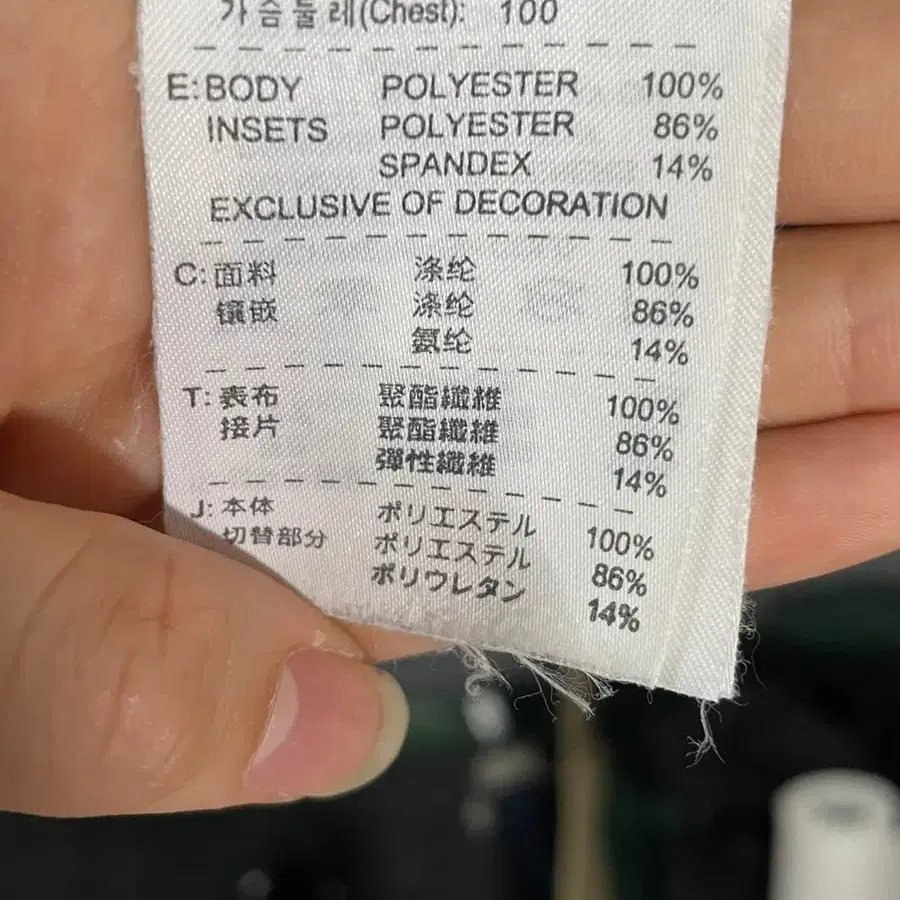 가슴둘레(Chest): 100
E: BODY POLYESTER 100%
INSETS POLYESTER 86%
SPANDEX 14%
EXCLUSIVE OF DECORATION
C: 面料 涤纶 100%
镶嵌 涤纶 86%
氨纶 14%
T: 表布 聚酯纖維 100%
接片 聚酯纖維 86%
彈性纖維 14%
J: 本体 ポリエステル 100%
切替部分 ポリエステル 86%
ポリウレタン 14%